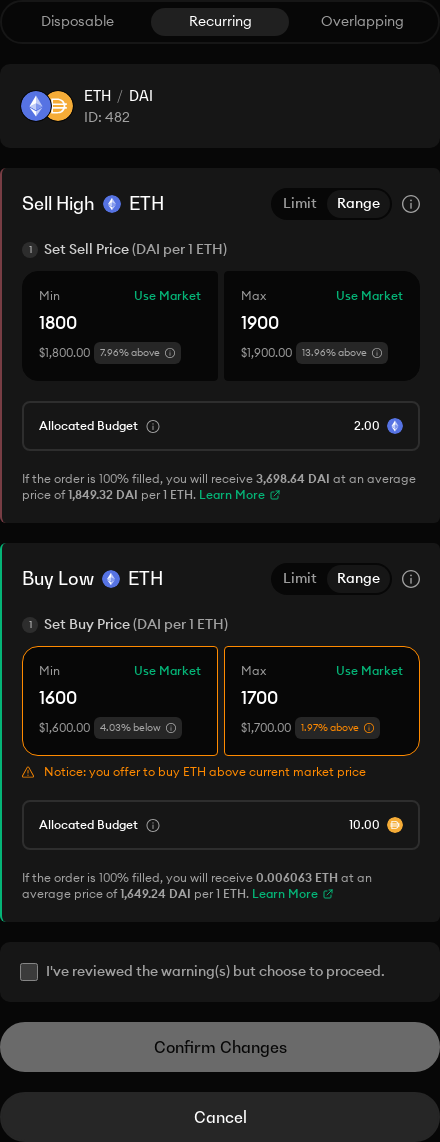 Disposable Recurring Overlapping
ETH / DAI
ID: 482
Sell High ETH Limit Range
1 Set Sell Price (DAI per 1 ETH)
Min Use Market Max Use Market
1800 1900
$1,800.00 7.96% above $1,900.00 13.96% above
Allocated Budget 2.00
If the order is 100% filled, you will receive 3,698.64 DAI at an average
price of 1,849.32 DAI per 1 ETH. Learn More
Buy Low ETH Limit Range
1 Set Buy Price (DAI per 1 ETH)
Min Use Market Max Use Market
1600 1700
$1,600.00 4.03% below $1,700.00 1.97% above
Notice: you offer to buy ETH above current market price
Allocated Budget 10.00
If the order is 100% filled, you will receive 0.006063 ETH at an
average price of 1,649.24 DAI per 1 ETH. Learn More
I've reviewed the warning(s) but choose to proceed.
Confirm Changes
Cancel